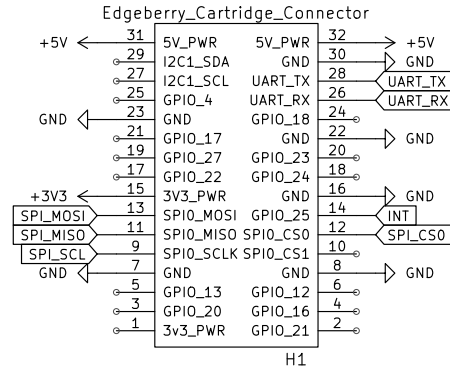 Edgeberry_Cartridge_Connector
+5V 31 5V_PWR 5V_PWR 32 +5V
29 I2C1_SDA GND 30 GND
27 I2C1_SCL UART_TX 28 UART_TX
25 GPIO_4 UART_RX 26 UART_RX
GND 23 GND GPIO_18 24
21 GPIO_17 GND 22 GND
19 GPIO_27 GPIO_23 20
17 GPIO_22 GPIO_24 18
+3V3 15 3V3_PWR GND 16 GND
SPI_MOSI 13 SPI0_MOSI GPIO_25 14 INT
SPI_MISO 11 SPI0_MISO SPI0_CS0 12 SPI_CS0
SPI_SCL 9 SPI0_SCLK SPI0_CS1 10
GND 7 GND GND 8 GND
5 GPIO_13 GPIO_12 6
3 GPIO_20 GPIO_16 4
1 3v3_PWR GPIO_21 2
H1